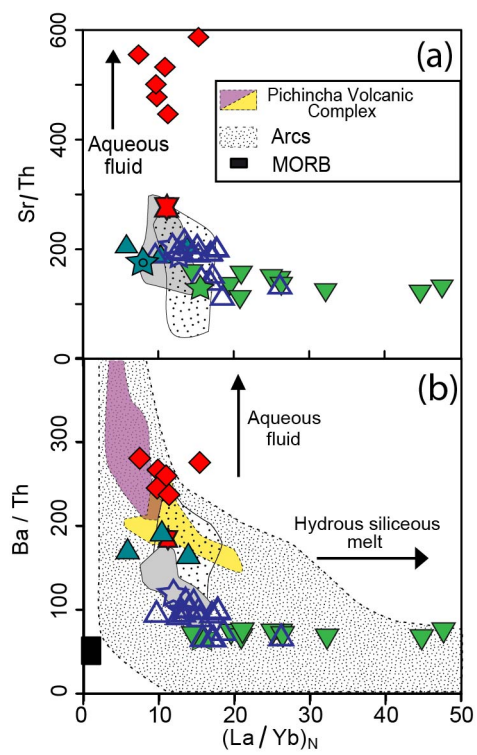 600
(a)
Pichincha Volcanic
Complex
Arcs
MORB
Aqueous
fluid
400
Sr/Th
200
0
(b)
Aqueous
fluid
300
Ba / Th
200
Hydrous siliceous
melt
100
0
0
10
20
30
40
50
(La / Yb)N